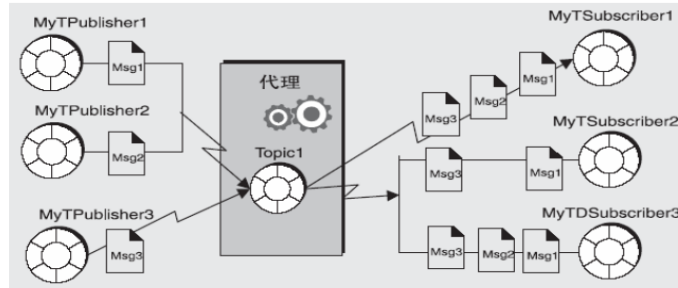 MyTPublisher1
Msg1
MyTPublisher2
Msg2
MyTPublisher3
Msg3
代理
Topic1
MyTSubscriber1
Msg3
Msg2
Msg1
MyTSubscriber2
Msg3
Msg1
MyTDSubscriber3
Msg3
Msg2
Msg1